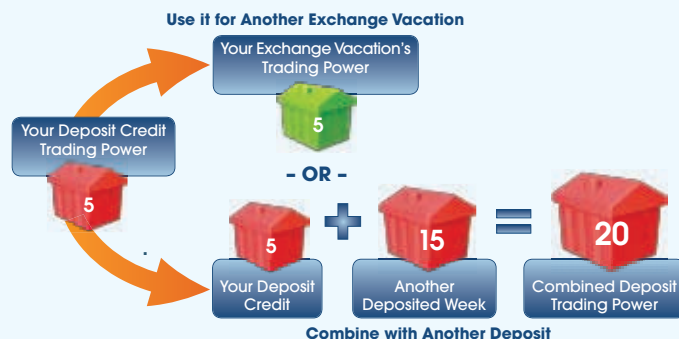 Use it for Another Exchange Vacation
Your Exchange Vacation's
Trading Power
5
Your Deposit Credit
Trading Power
5
- OR -
5
+
15
=
20
Your Deposit
Credit
Another
Deposited Week
Combined Deposit
Trading Power
Combine with Another Deposit